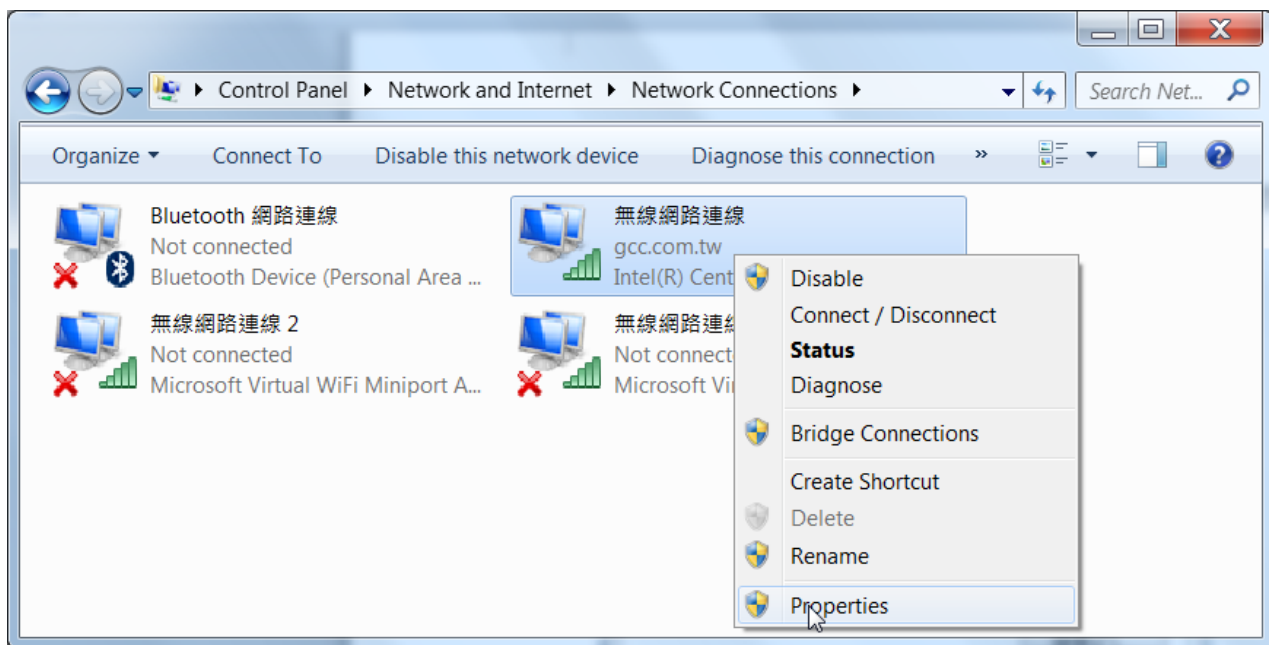 Control Panel Network and Internet Network Connections
Search Net...
Organize Connect To Disable this network device Diagnose this connection »
Bluetooth 網路連線
Not connected
Bluetooth Device (Personal Area ...
無線網路連線
gcc.com.tw
Intel(R) Cent
無線網路連線 2
Not connected
Microsoft Virtual WiFi Miniport A...
無線網路連
Not connect
Microsoft Vi
Disable
Connect / Disconnect
Status
Diagnose
Bridge Connections
Create Shortcut
Delete
Rename
Properties